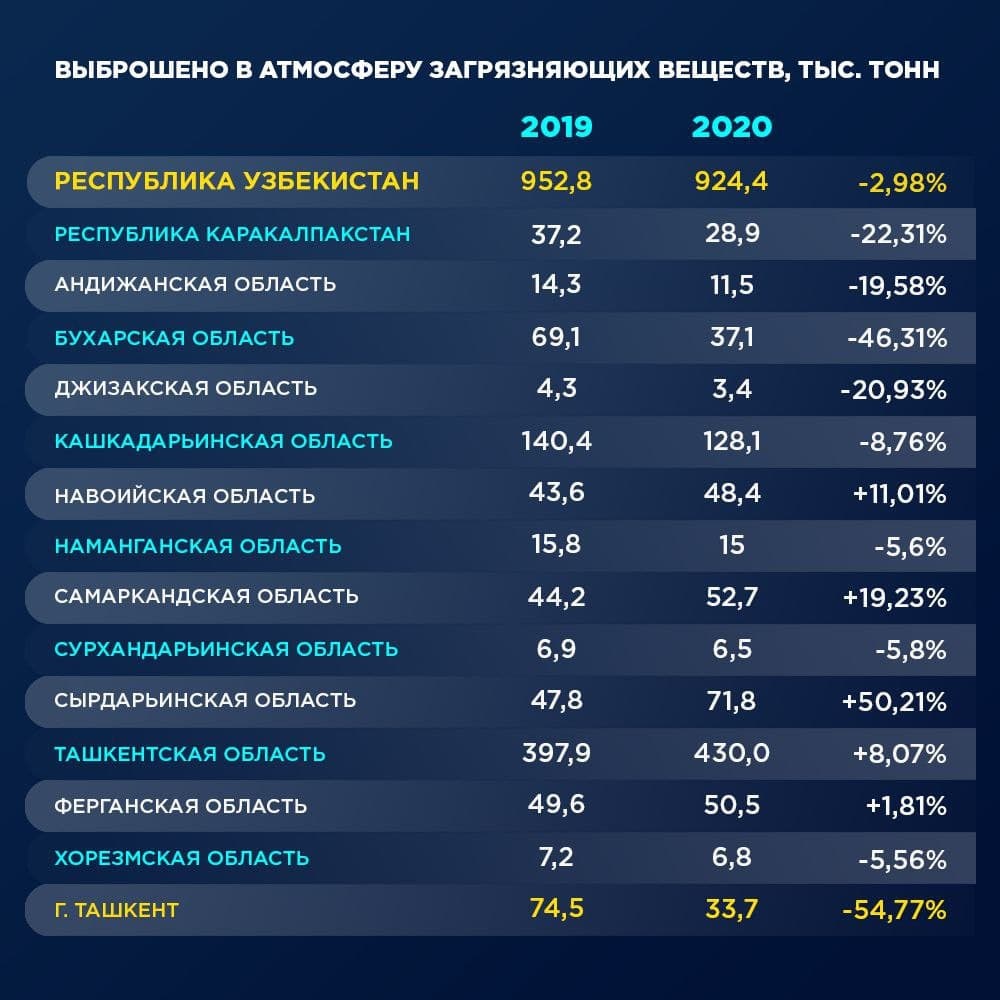 ВЫБРОШЕНО В АТМОСФЕРУ ЗАГРЯЗНЯЮЩИХ ВЕЩЕСТВ, ТЫС. ТОНН
2019 2020
РЕСПУБЛИКА УЗБЕКИСТАН 952,8 924,4 -2,98%
РЕСПУБЛИКА КАРАКАЛПАКСТАН 37,2 28,9 -22,31%
АНДИЖАНСКАЯ ОБЛАСТЬ 14,3 11,5 -19,58%
БУХАРСКАЯ ОБЛАСТЬ 69,1 37,1 -46,31%
ДЖИЗАКСКАЯ ОБЛАСТЬ 4,3 3,4 -20,93%
КАШКАДАРЬИНСКАЯ ОБЛАСТЬ 140,4 128,1 -8,76%
НАВОИЙСКАЯ ОБЛАСТЬ 43,6 48,4 +11,01%
НАМАНГАНСКАЯ ОБЛАСТЬ 15,8 15 -5,6%
САМАРКАНДСКАЯ ОБЛАСТЬ 44,2 52,7 +19,23%
СУРХАНДАРЬИНСКАЯ ОБЛАСТЬ 6,9 6,5 -5,8%
СЫРДАРЬИНСКАЯ ОБЛАСТЬ 47,8 71,8 +50,21%
ТАШКЕНТСКАЯ ОБЛАСТЬ 397,9 430,0 +8,07%
ФЕРГАНСКАЯ ОБЛАСТЬ 49,6 50,5 +1,81%
ХОРЕЗМСКАЯ ОБЛАСТЬ 7,2 6,8 -5,56%
Г. ТАШКЕНТ 74,5 33,7 -54,77%